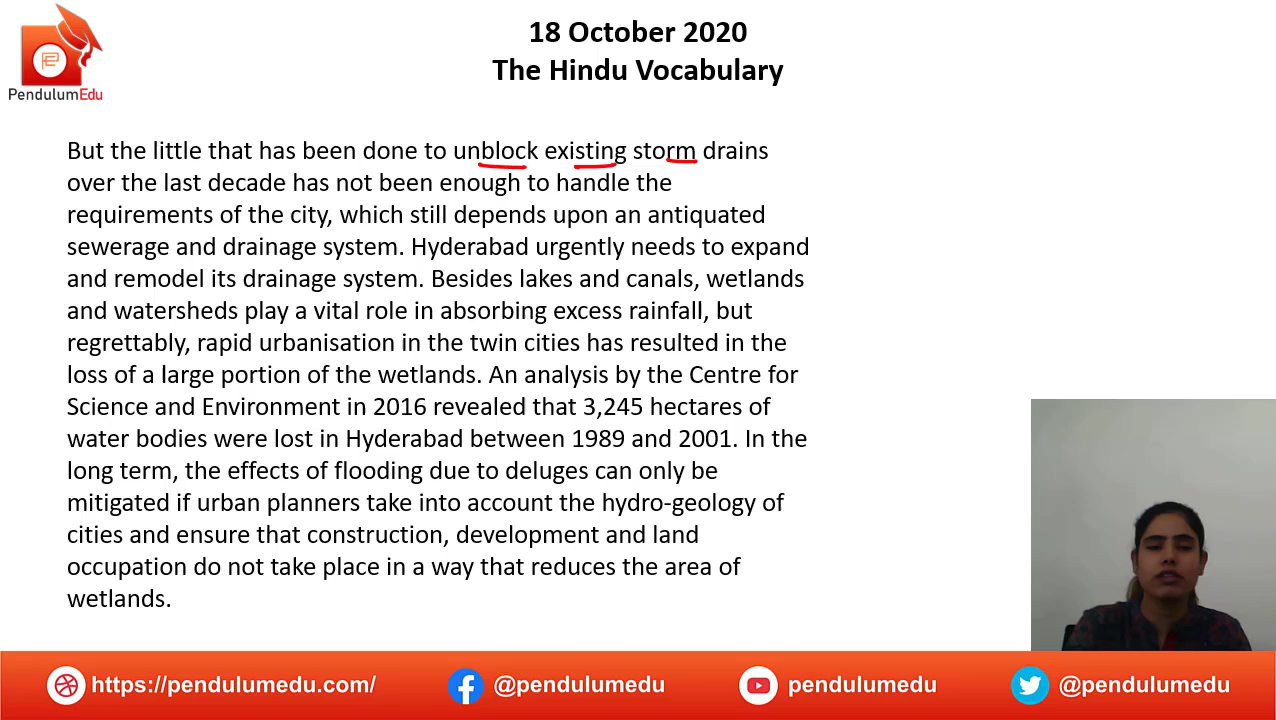 18 October 2020
The Hindu Vocabulary
PendulumEdu
But the little that has been done to unblock existing storm drains
over the last decade has not been enough to handle the
requirements of the city, which still depends upon an antiquated
sewerage and drainage system. Hyderabad urgently needs to expand
and remodel its drainage system. Besides lakes and canals, wetlands
and watersheds play a vital role in absorbing excess rainfall, but
regrettably, rapid urbanisation in the twin cities has resulted in the
loss of a large portion of the wetlands. An analysis by the Centre for
Science and Environment in 2016 revealed that 3,245 hectares of
water bodies were lost in Hyderabad between 1989 and 2001. In the
long term, the effects of flooding due to deluges can only be
mitigated if urban planners take into account the hydro-geology of
cities and ensure that construction, development and land
occupation do not take place in a way that reduces the area of
wetlands.
https://pendulumedu.com/ @pendulumedu pendulumedu @pendulumedu